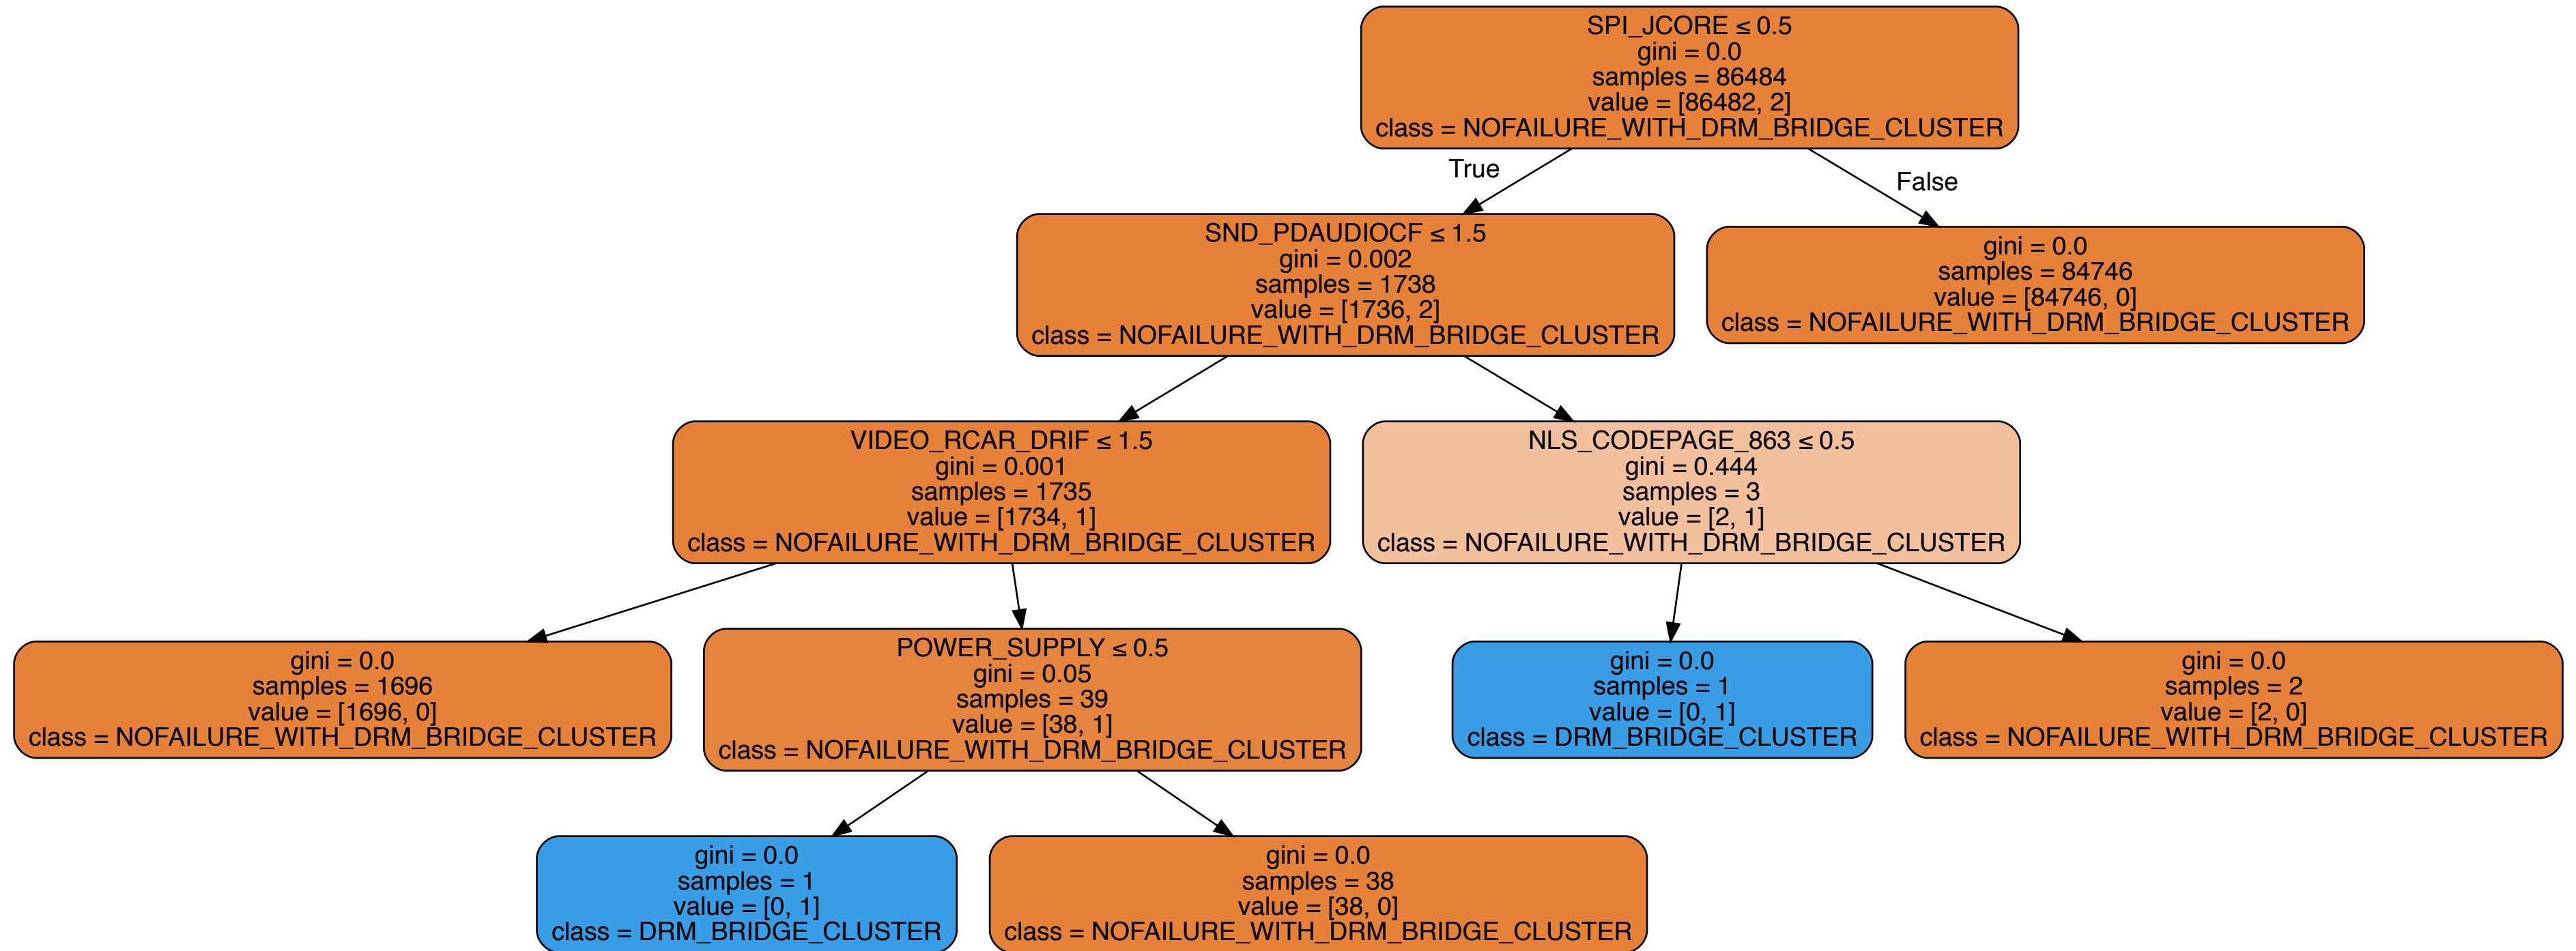 SPI_JCORE ≤ 0.5
gini = 0.0
samples = 86484
value = [86482, 2]
class = NOFAILURE_WITH_DRM_BRIDGE_CLUSTER
True
False
SND_PDAUDIOCF ≤ 1.5
gini = 0.002
samples = 1738
value = [1736, 2]
class = NOFAILURE_WITH_DRM_BRIDGE_CLUSTER
gini = 0.0
samples = 84746
value = [84746, 0]
class = NOFAILURE_WITH_DRM_BRIDGE_CLUSTER
VIDEO_RCAR_DRIF ≤ 1.5
gini = 0.001
samples = 1735
value = [1734, 1]
class = NOFAILURE_WITH_DRM_BRIDGE_CLUSTER
NLS_CODEPAGE_863 ≤ 0.5
gini = 0.444
samples = 3
value = [2, 1]
class = NOFAILURE_WITH_DRM_BRIDGE_CLUSTER
gini = 0.0
samples = 1696
value = [1696, 0]
class = NOFAILURE_WITH_DRM_BRIDGE_CLUSTER
POWER_SUPPLY ≤ 0.5
gini = 0.05
samples = 39
value = [38, 1]
class = NOFAILURE_WITH_DRM_BRIDGE_CLUSTER
gini = 0.0
samples = 1
value = [0, 1]
class = DRM_BRIDGE_CLUSTER
gini = 0.0
samples = 2
value = [2, 0]
class = NOFAILURE_WITH_DRM_BRIDGE_CLUSTER
gini = 0.0
samples = 1
value = [0, 1]
class = DRM_BRIDGE_CLUSTER
gini = 0.0
samples = 38
value = [38, 0]
class = NOFAILURE_WITH_DRM_BRIDGE_CLUSTER